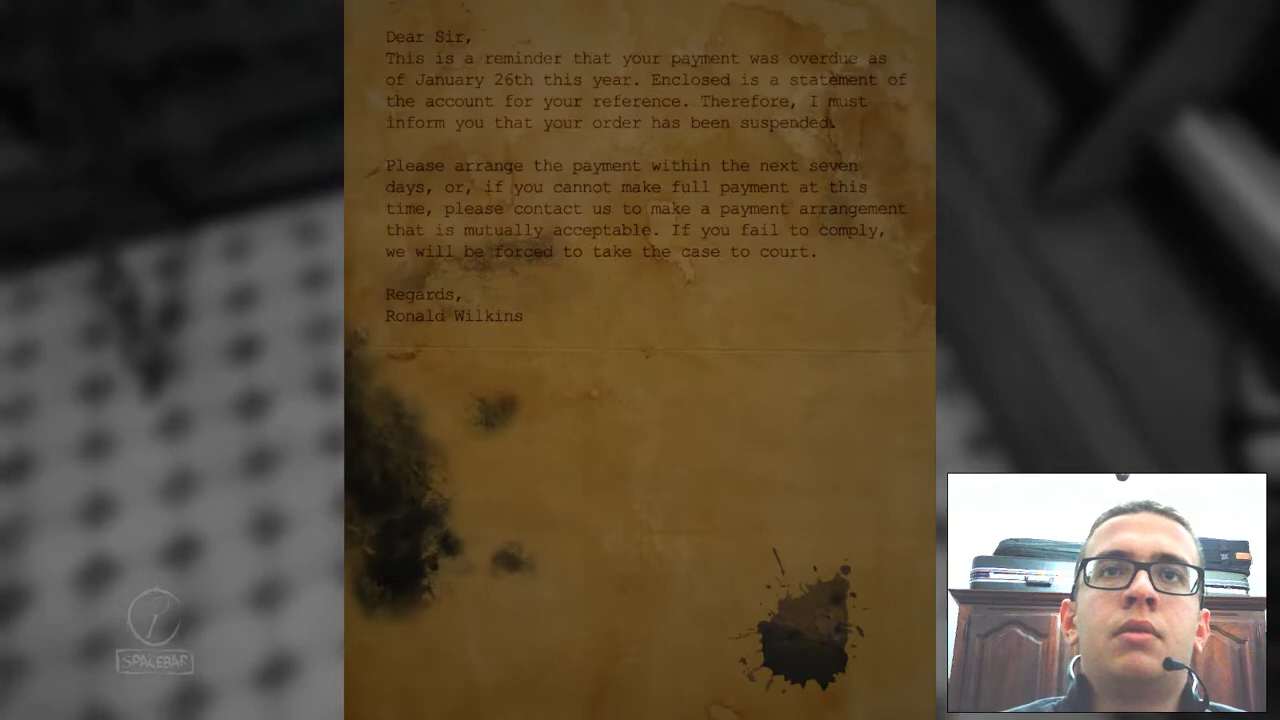 Dear Sir,
This is a reminder that your payment was overdue as
of January 26th this year. Enclosed is a statement of
the account for your reference. Therefore, I must
inform you that your order has been suspended.
Please arrange the payment within the next seven
days, or, if you cannot make full payment at this
time, please contact us to make a payment arrangement
that is mutually acceptable. If you fail to comply,
we will be forced to take the case to court.
Regards,
Ronald Wilkins
SPACEBAR